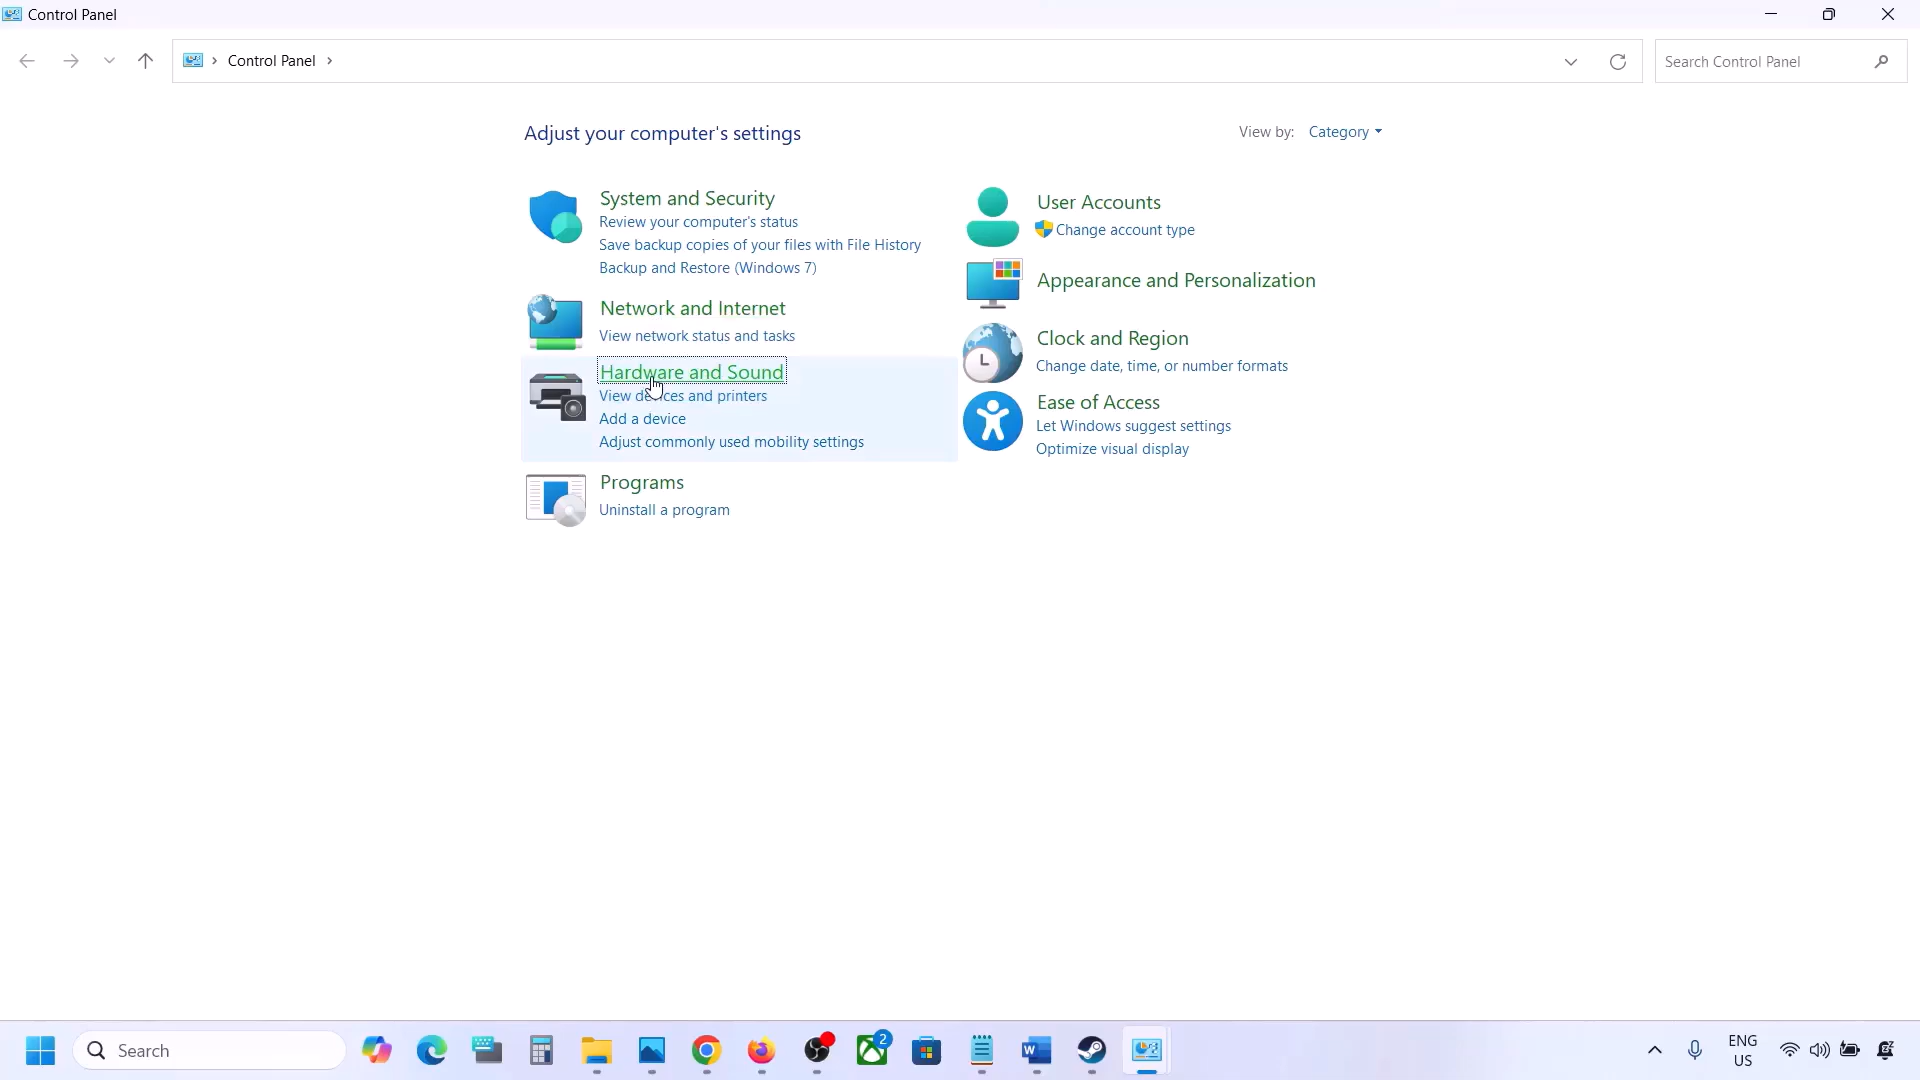 Control Panel
Control Panel
Search Control Panel
Adjust your computer's settings
View by: Category
System and Security
Review your computer's status
Save backup copies of your files with File History
Backup and Restore (Windows 7)
Network and Internet
View network status and tasks
Hardware and Sound
View devices and printers
Add a device
Adjust commonly used mobility settings
Programs
Uninstall a program
User Accounts
Change account type
Appearance and Personalization
Clock and Region
Change date, time, or number formats
Ease of Access
Let Windows suggest settings
Optimize visual display
Search
2
ENG
US